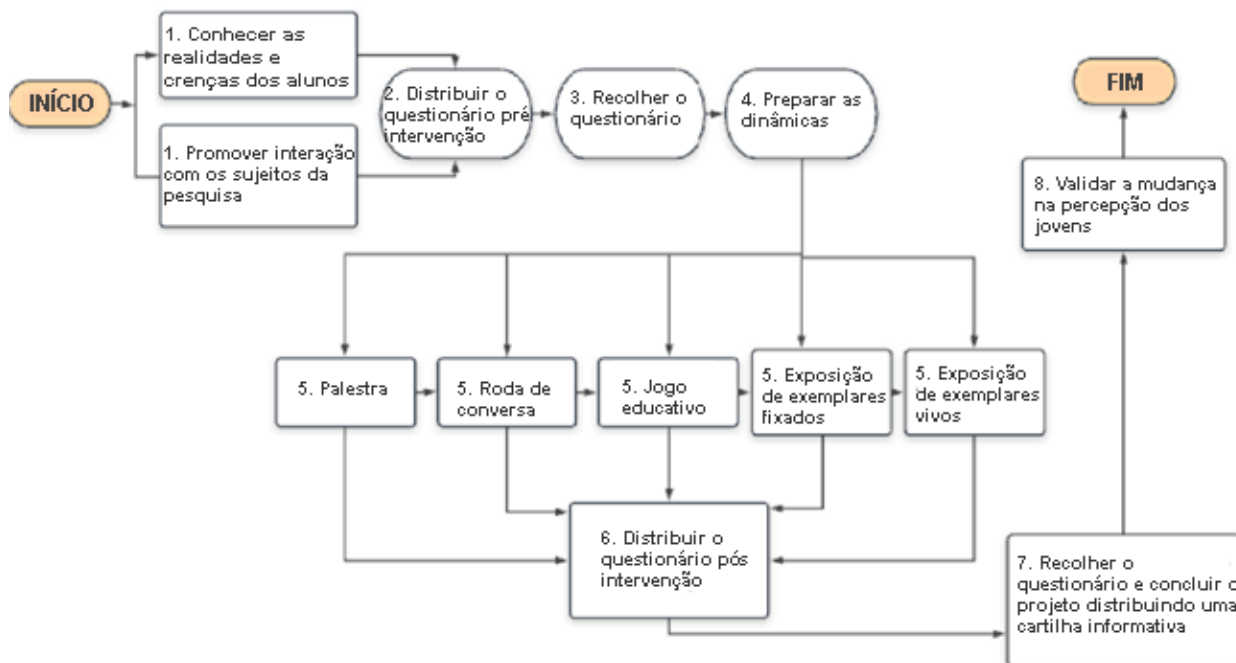 INÍCIO
1. Conhecer as
realidades e
crenças dos alunos
1. Promover interação
com os sujeitos da
pesquisa
2. Distribuir o
questionário pré
intervenção
3. Recolher o
questionário
4. Preparar as
dinâmicas
5. Palestra
5. Roda de
conversa
5. Jogo
educativo
5. Exposição
de exemplares
fixados
5. Exposição
de exemplares
vivos
6. Distribuir o
questionário pós
intervenção
7. Recolher o
questionário e concluir o
projeto distribuindo uma
cartilha informativa
8. Validar a mudança
na percepção dos
jovens
FIM